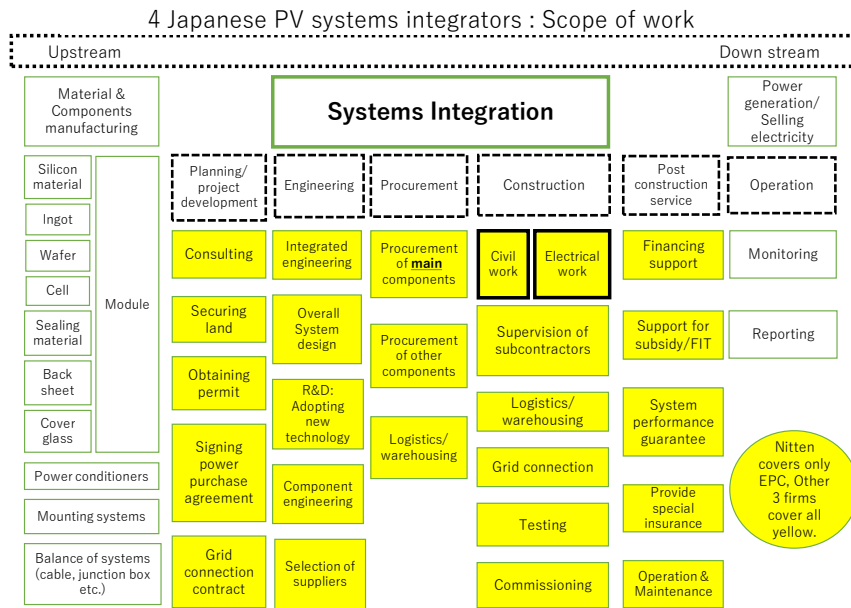 4 Japanese PV systems integrators : Scope of work
Upstream
Down stream
Material &
Components
manufacturing
Systems Integration
Power
generation/
Selling
electricity
Silicon
material
Ingot
Wafer
Cell
Sealing
material
Back
sheet
Cover
glass
Module
Power conditioners
Mounting systems
Balance of systems
(cable, junction box
etc.)
Planning/
project
development
Consulting
Securing
land
Obtaining
permit
Signing
power
purchase
agreement
Grid
connection
contract
Engineering
Integrated
engineering
Overall
System
design
R&D:
Adopting
new
technology
Component
engineering
Selection of
suppliers
Procurement
Procurement
of main
components
Procurement
of other
components
Logistics/
warehousing
Construction
Civil
work
Electrical
work
Supervision of
subcontractors
Logistics/
warehousing
Grid connection
Testing
Commissioning
Post
construction
service
Financing
support
Support for
subsidy/FIT
System
performance
guarantee
Provide
special
insurance
Operation &
Maintenance
Operation
Monitoring
Reporting
Nitten
covers only
EPC, Other
3 firms
cover all
yellow.